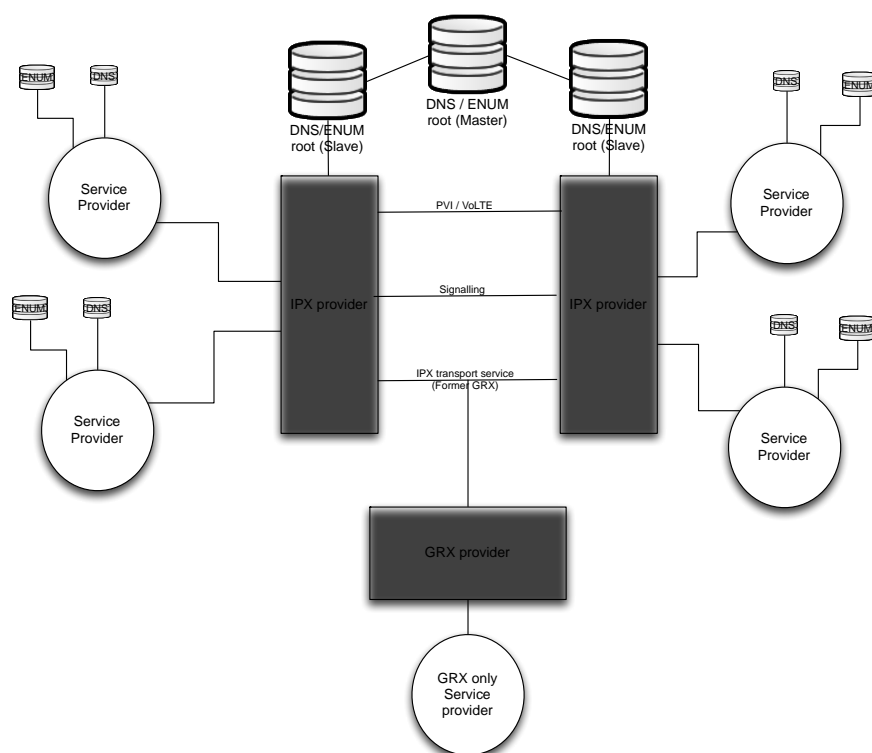 DNS / ENUM
root (Master)
DNS/ENUM
root (Slave)
DNS/ENUM
root (Slave)
ENUM
DNS
DNS
ENUM
Service
Provider
Service
Provider
PVI / VoLTE
IPX provider
Signalling
IPX provider
ENUM
DNS
DNS
ENUM
IPX transport service
(Former GRX)
Service
Provider
Service
Provider
GRX provider
GRX only
Service
provider